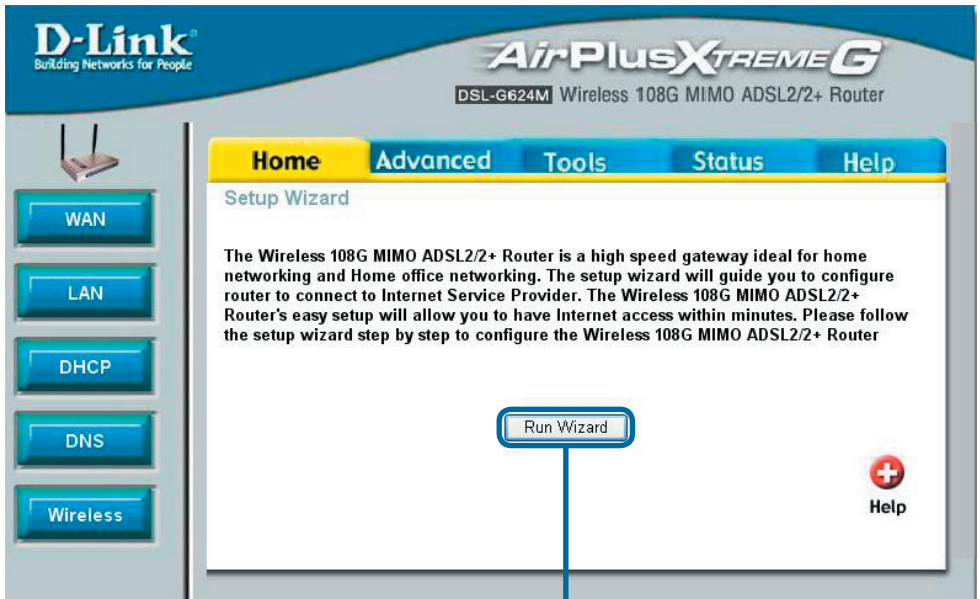 D-Link
Building Networks for People
AirPlusXTREMEG
DSL-G624M Wireless 108G MIMO ADSL2/2+ Router
Home Advanced Tools Status Help
WAN
LAN
DHCP
DNS
Wireless
Setup Wizard
The Wireless 108G MIMO ADSL2/2+ Router is a high speed gateway ideal for home
networking and Home office networking. The setup wizard will guide you to configure
router to connect to Internet Service Provider. The Wireless 108G MIMO ADSL2/2+
Router's easy setup will allow you to have Internet access within minutes. Please follow
the setup wizard step by step to configure the Wireless 108G MIMO ADSL2/2+ Router
Run Wizard
Help